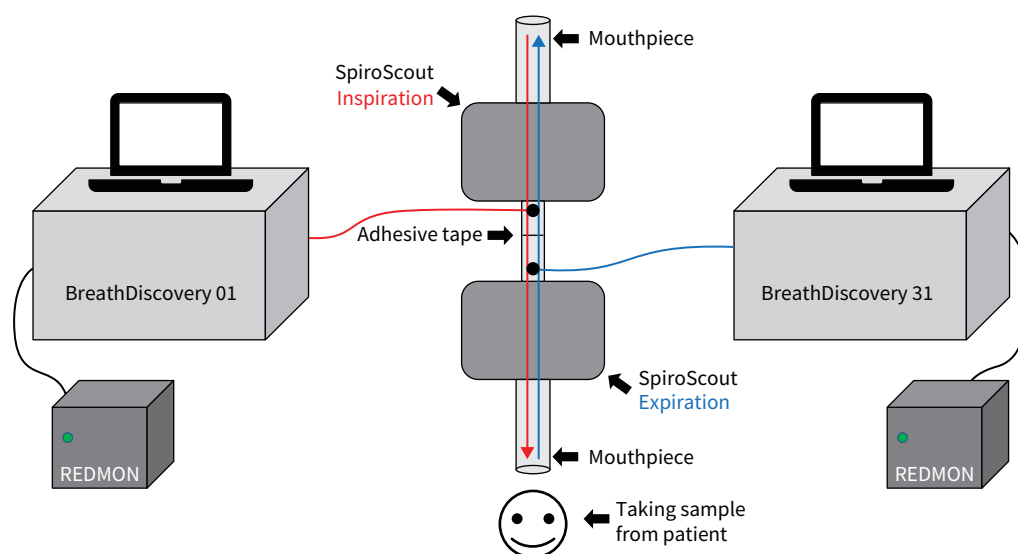 Mouthpiece
SpiroScout
Inspiration
Adhesive tape
BreathDiscovery 01
BreathDiscovery 31
SpiroScout
Expiration
REDMON
Mouthpiece
REDMON
Taking sample
from patient